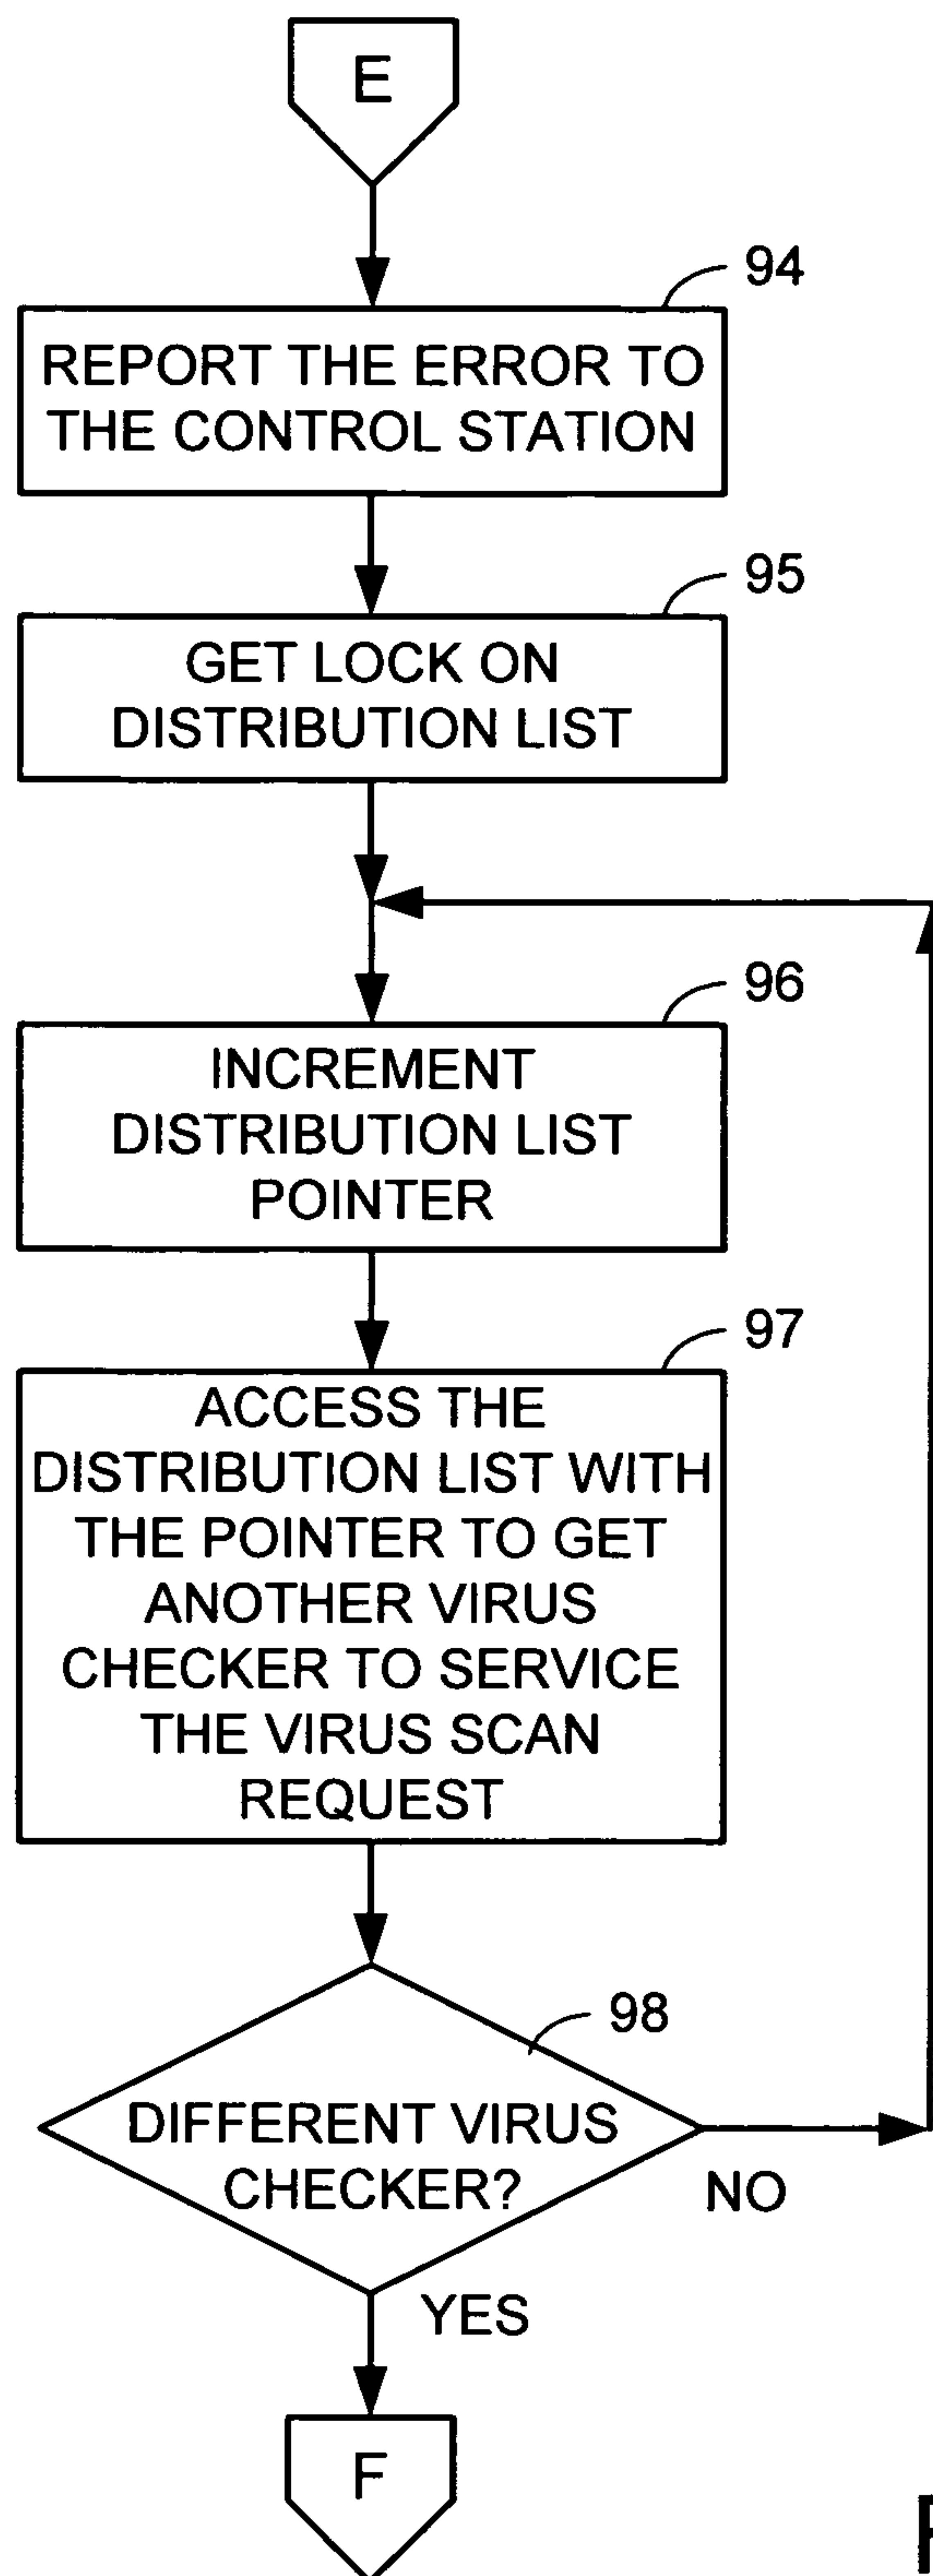 E
94
REPORT THE ERROR TO
THE CONTROL STATION
95
GET LOCK ON
DISTRIBUTION LIST
96
INCREMENT
DISTRIBUTION LIST
POINTER
97
ACCESS THE
DISTRIBUTION LIST WITH
THE POINTER TO GET
ANOTHER VIRUS
CHECKER TO SERVICE
THE VIRUS SCAN
REQUEST
98
DIFFERENT VIRUS
CHECKER?
NO
YES
F